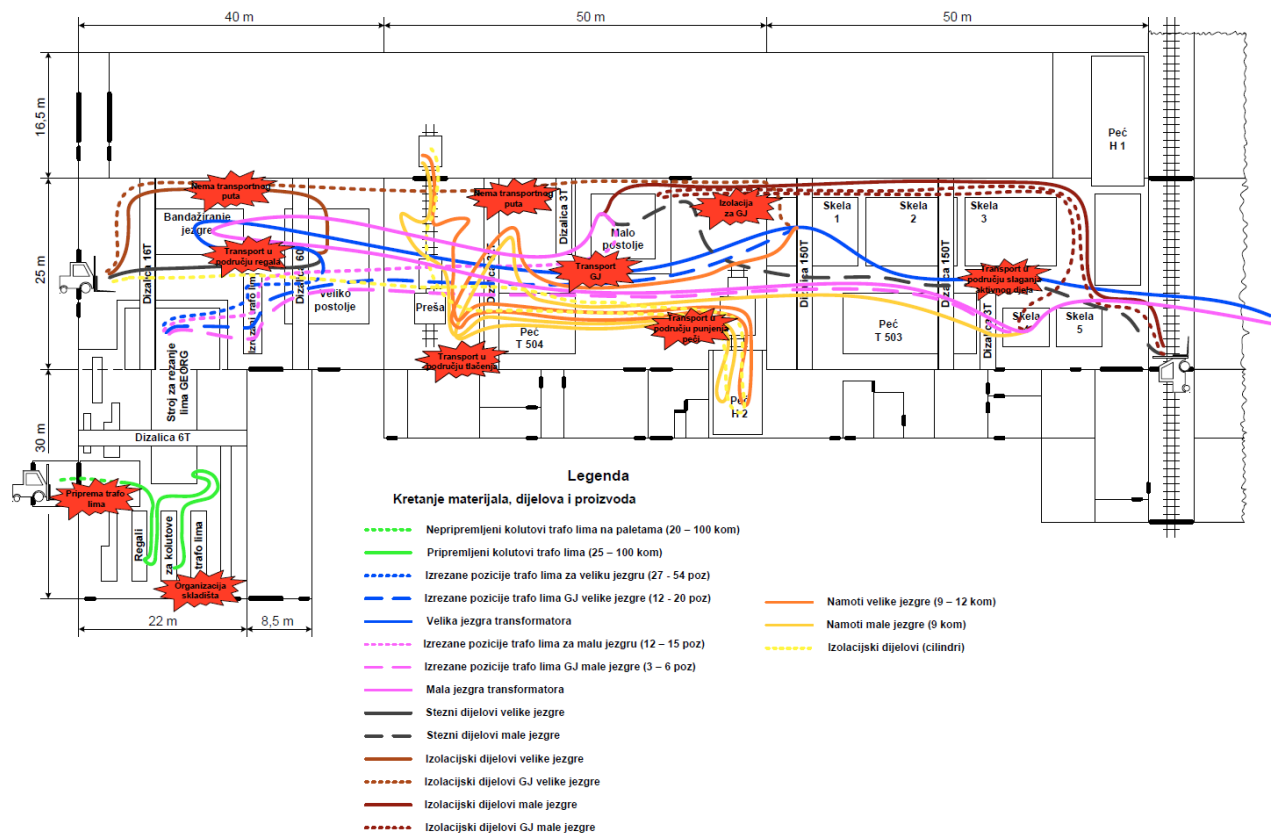 40 m
50 m
50 m
16,5 m
25 m
30 m
22 m
8,5 m
Peć
H 1
Nema transportnog
puta
Nema transportnog
puta
Izolacija
za GJ
Bandažiranje
jezgre
Transport u
području regala
Dizalica 16T
Dizalica 60
Dizalica 3T
Malo
postolje
Transport
GJ
Skela
1
Skela
2
Skela
3
Dizalica 150T
Dizalica 150T
Transport u
području slaganja
aktivnog djela
Izrezani trafo lim
Veliko
postolje
Preša
Peć
T 504
Transport u
području tlačenja
Transport u
području punjenja
peći
Peć
T 503
Dizalica 3T
Skela
Skela
5
Peć
H 2
Stroj za rezanje
lima GEORG
Dizalica 6T
Priprema trafo
lima
Regali
za kolutove
trafo lima
Organizacija
skladišta
Legenda
Kretanje materijala, dijelova i proizvoda
Nepripremljeni kolutovi trafo lima na paletama (20 – 100 kom)
Pripremljeni kolutovi trafo lima (25 – 100 kom)
Izrezane pozicije trafo lima za veliku jezgru (27 - 54 poz)
Izrezane pozicije trafo lima GJ velike jezgre (12 - 20 poz)
Velika jezgra transformatora
Izrezane pozicije trafo lima za malu jezgru (12 – 15 poz)
Izrezane pozicije trafo lima GJ male jezgre (3 – 6 poz)
Mala jezgra transformatora
Stezni dijelovi velike jezgre
Stezni dijelovi male jezgre
Izolacijski dijelovi velike jezgre
Izolacijski dijelovi GJ velike jezgre
Izolacijski dijelovi male jezgre
Izolacijski dijelovi GJ male jezgre
Namoti velike jezgre (9 – 12 kom)
Namoti male jezgre (9 kom)
Izolacijski dijelovi (cilindri)